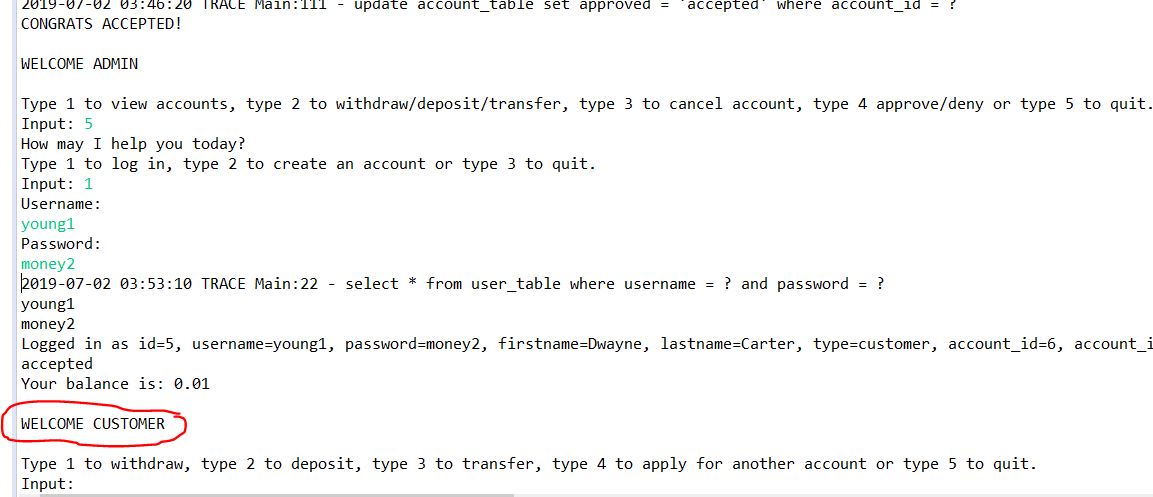 2019-07-02 03:46:20 TRACE Main:111 - update account_table set approved = 'accepted' where account_id = ?
CONGRATS ACCEPTED!
WELCOME ADMIN
Type 1 to view accounts, type 2 to withdraw/deposit/transfer, type 3 to cancel account, type 4 approve/deny or type 5 to quit.
Input: 5
How may I help you today?
Type 1 to log in, type 2 to create an account or type 3 to quit.
Input: 1
Username:
young1
Password:
money2
2019-07-02 03:53:10 TRACE Main:22 - select * from user_table where username = ? and password = ?
young1
money2
Logged in as id=5, username=young1, password=money2, firstname=Dwayne, lastname=Carter, type=customer, account_id=6, account_i
accepted
Your balance is: 0.01
WELCOME CUSTOMER
Type 1 to withdraw, type 2 to deposit, type 3 to transfer, type 4 to apply for another account or type 5 to quit.
Input: